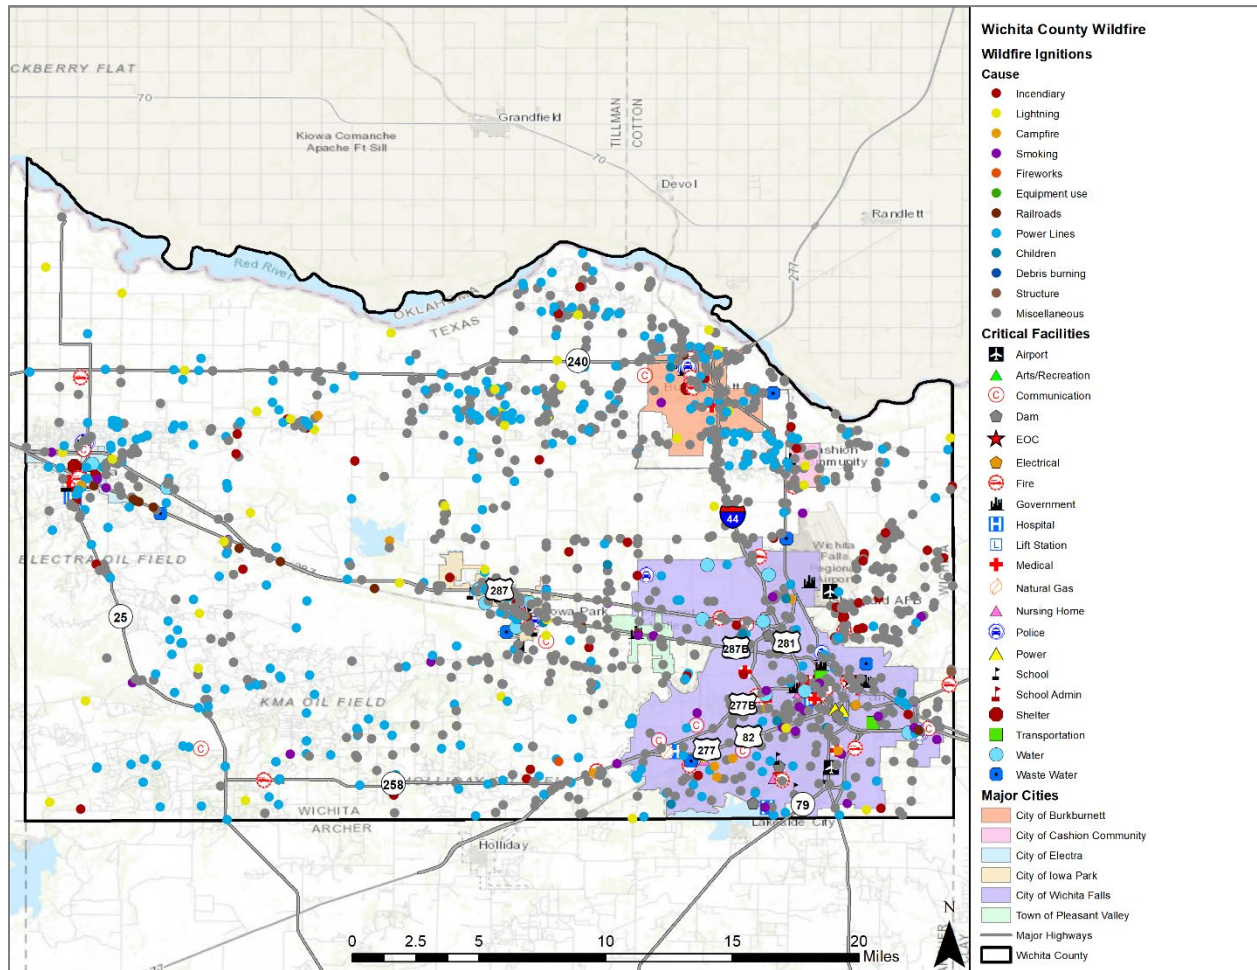 CKBERRY FLAT
70
Grandfield
Kiowa Comanche
Apache Ft Sill
TILLMAN
COTTON
70
Devol
Randlett
277
Red River
OKLAHOMA
TEXAS
240
44
ELECTRA OIL FIELD
287
Iowa Park
Wichita
Falls
Regional
Airport
WICHITA
25
287B
281
KMA OIL FIELD
277B
82
277
258
79
WICHITA
ARCHER
Lakeside City
Holliday
0 2.5 5 10 15 20
Miles
N
Wichita County Wildfire
Wildfire Ignitions
Cause
Incendiary
Lightning
Campfire
Smoking
Fireworks
Equipment use
Railroads
Power Lines
Children
Debris burning
Structure
Miscellaneous
Critical Facilities
Airport
Arts/Recreation
Communication
Dam
EOC
Electrical
Fire
Government
Hospital
Lift Station
Medical
Natural Gas
Nursing Home
Police
Power
School
School Admin
Shelter
Transportation
Water
Waste Water
Major Cities
City of Burkburnett
City of Cashion Community
City of Electra
City of Iowa Park
City of Wichita Falls
Town of Pleasant Valley
Major Highways
Wichita County